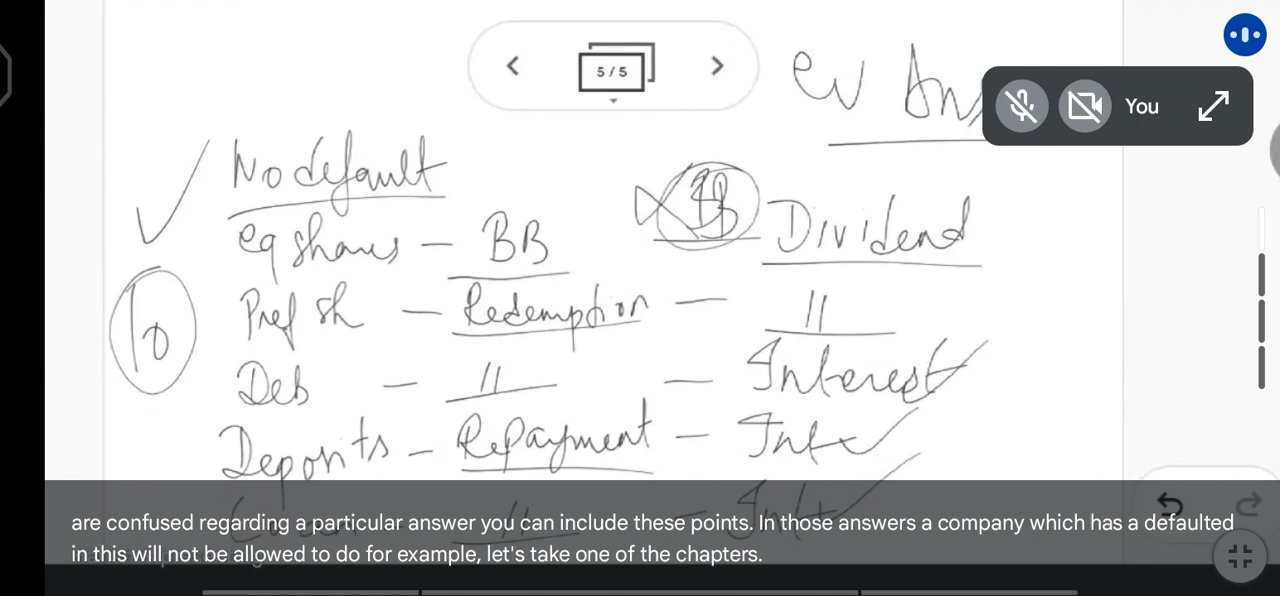 5 / 5
You
No default
eq shares – BB Dividend
Pref sh – Redemption – 11
Deb – 11 – Interest
Deposits – Repayment – Int
11 – Int
are confused regarding a particular answer you can include these points. In those answers a company which has a defaulted
in this will not be allowed to do for example, let's take one of the chapters.